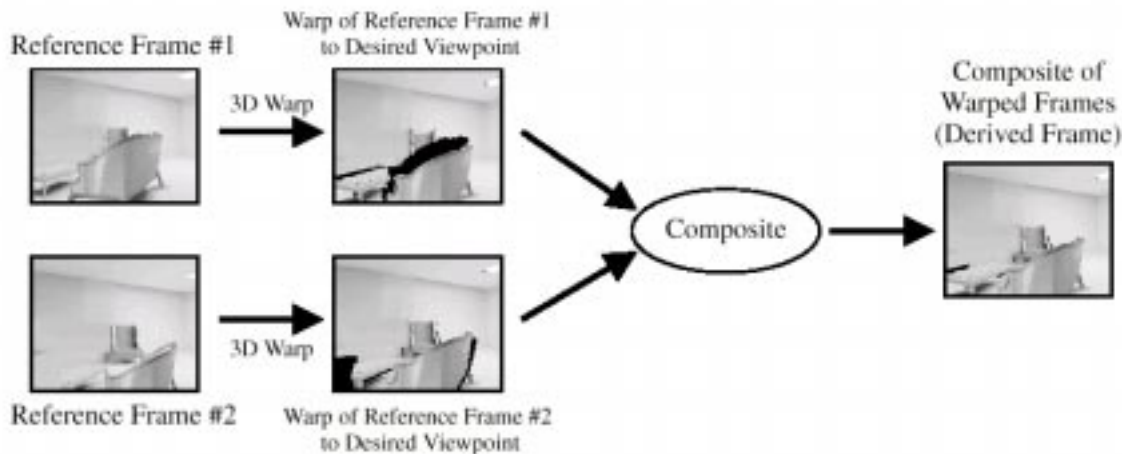 Reference Frame #1
3D Warp
Warp of Reference Frame #1
to Desired Viewpoint
Reference Frame #2
3D Warp
Warp of Reference Frame #2
to Desired Viewpoint
Composite
Composite of
Warped Frames
(Derived Frame)